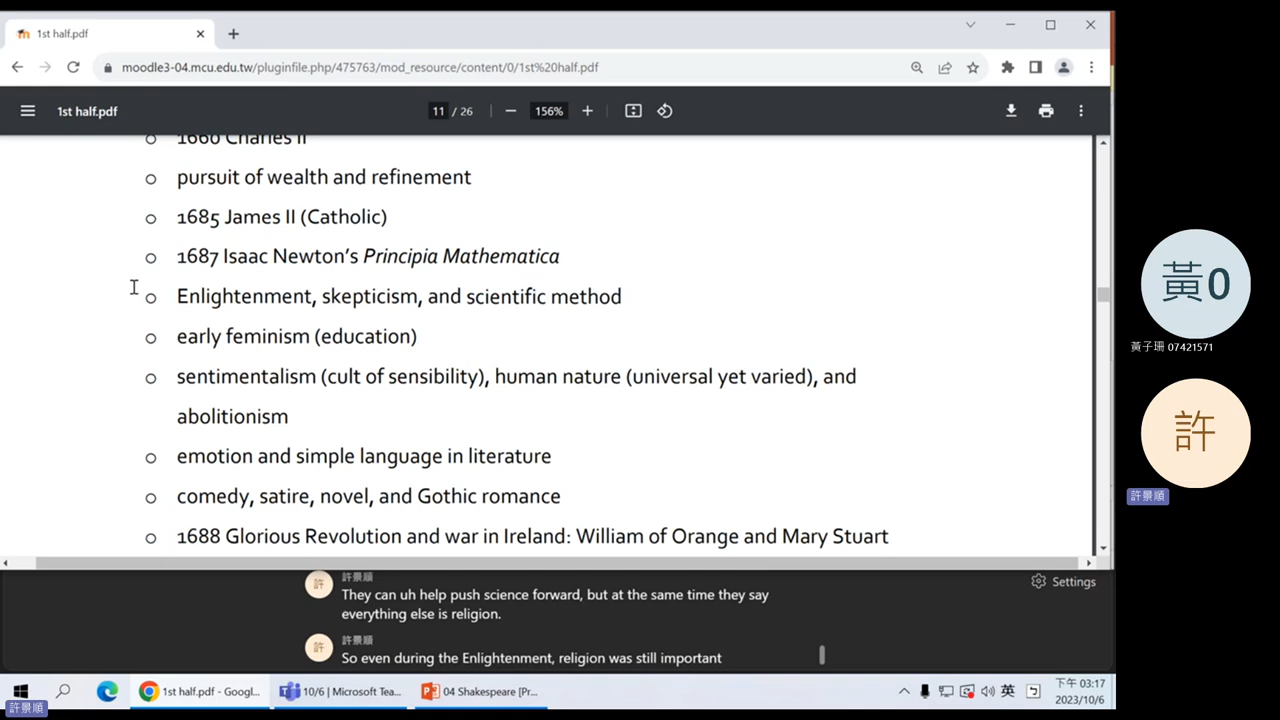 1st half.pdf
moodle3-04.mcu.edu.tw/pluginfile.php/475763/mod_resource/content/0/1st%20half.pdf
1st half.pdf
11 / 26
156%
1660 Charles II
pursuit of wealth and refinement
1685 James II (Catholic)
1687 Isaac Newton's Principia Mathematica
Enlightenment, skepticism, and scientific method
early feminism (education)
sentimentalism (cult of sensibility), human nature (universal yet varied), and
abolitionism
emotion and simple language in literature
comedy, satire, novel, and Gothic romance
1688 Glorious Revolution and war in Ireland: William of Orange and Mary Stuart
黃0
黃子珊 07421571
許
許景順
許景順
許
They can uh help push science forward, but at the same time they say
everything else is religion.
許景順
許
So even during the Enlightenment, religion was still important
Settings
1st half.pdf - Googl...
10/6 | Microsoft Tea...
04 Shakespeare [Pr...
英
下午 03:17
2023/10/6
許景順